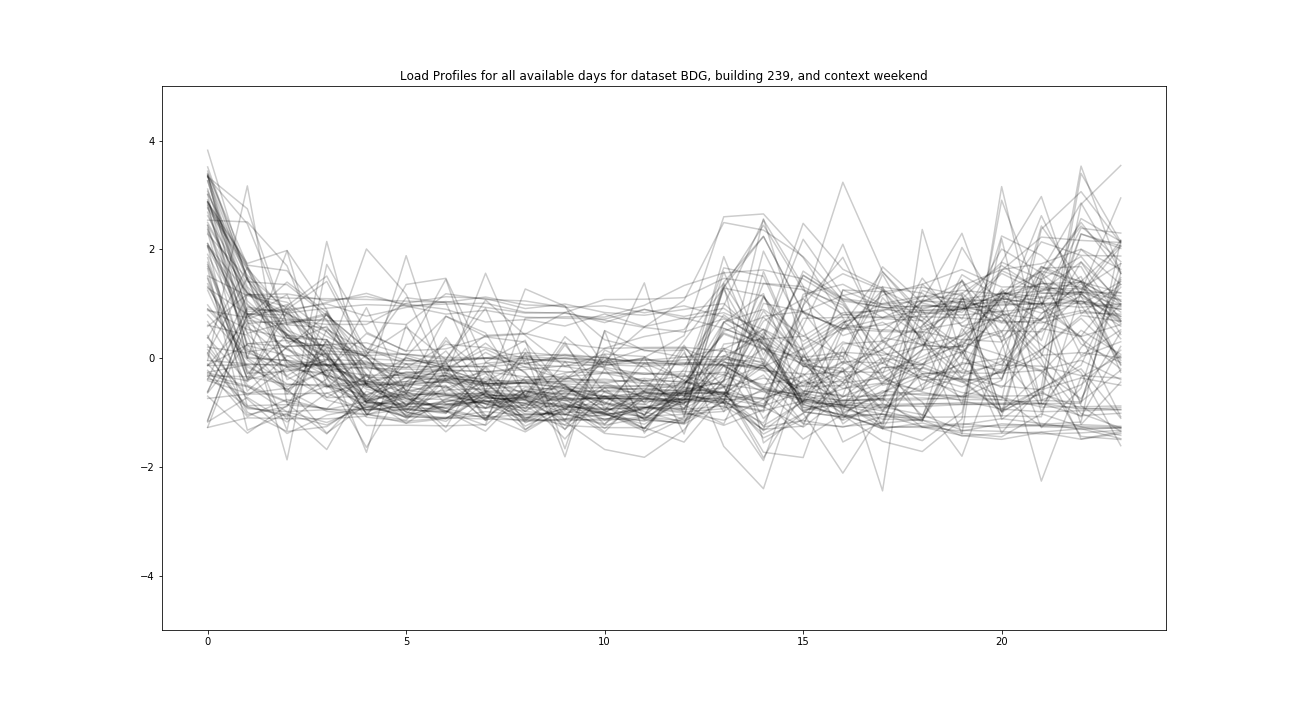 Load Profiles for all available days for dataset BDG, building 239, and context weekend
4
2
0
−2
−4
0 5 10 15 20